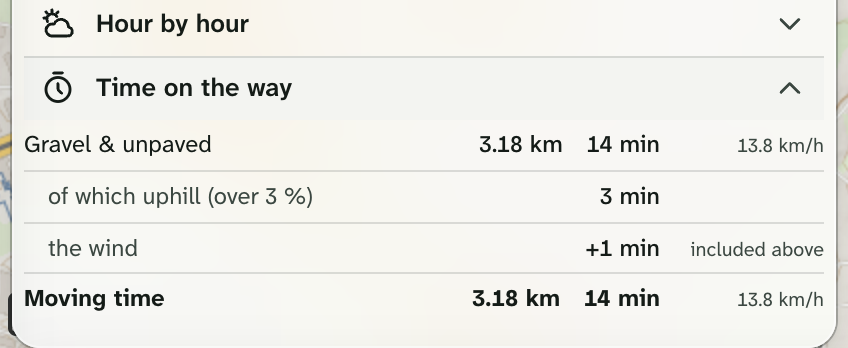 Hour by hour
Time on the way
Gravel & unpaved 3.18 km 14 min 13.8 km/h
of which uphill (over 3 %) 3 min
the wind +1 min included above
Moving time 3.18 km 14 min 13.8 km/h